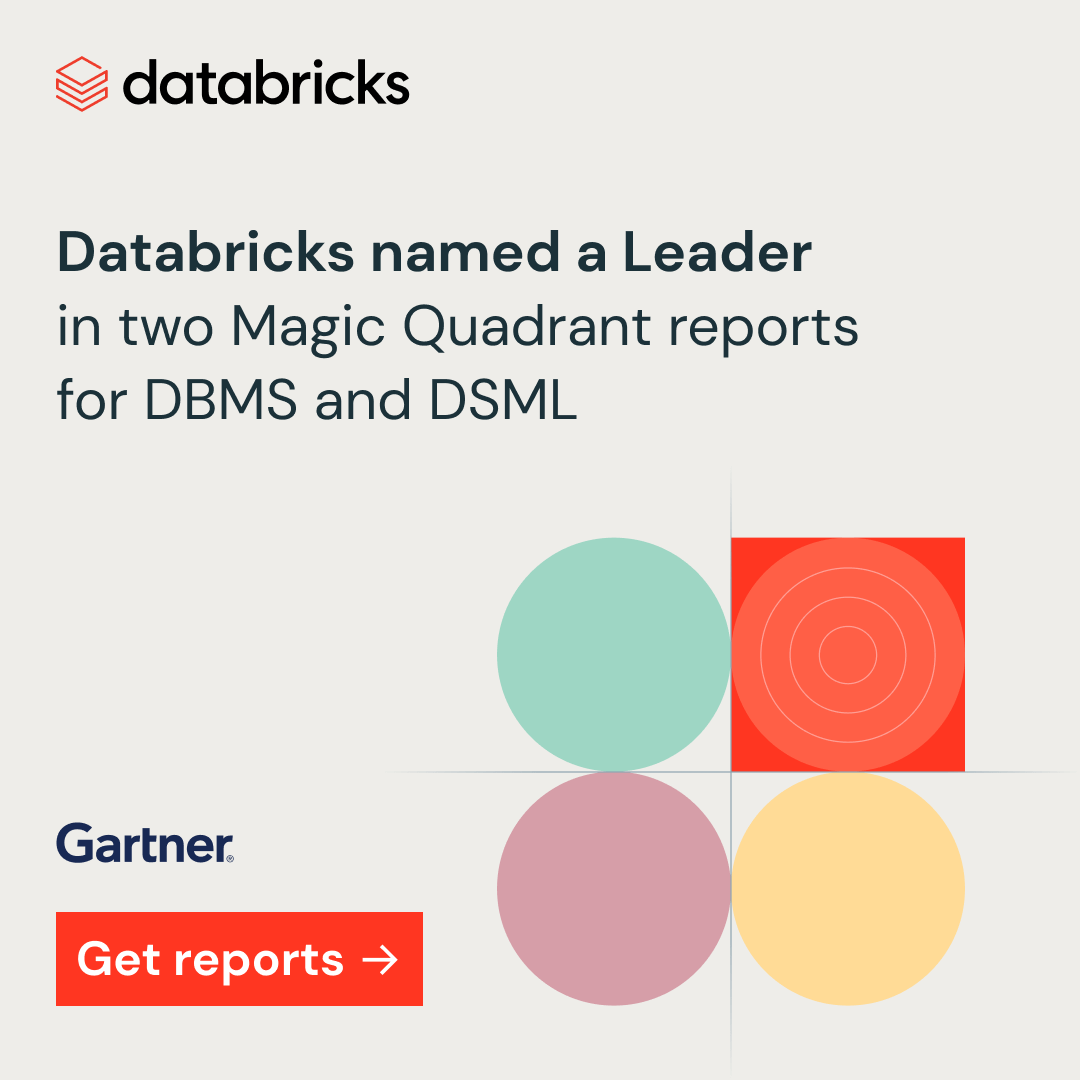 databricks
Databricks named a Leader
in two Magic Quadrant reports
for DBMS and DSML
Gartner®
Get reports →